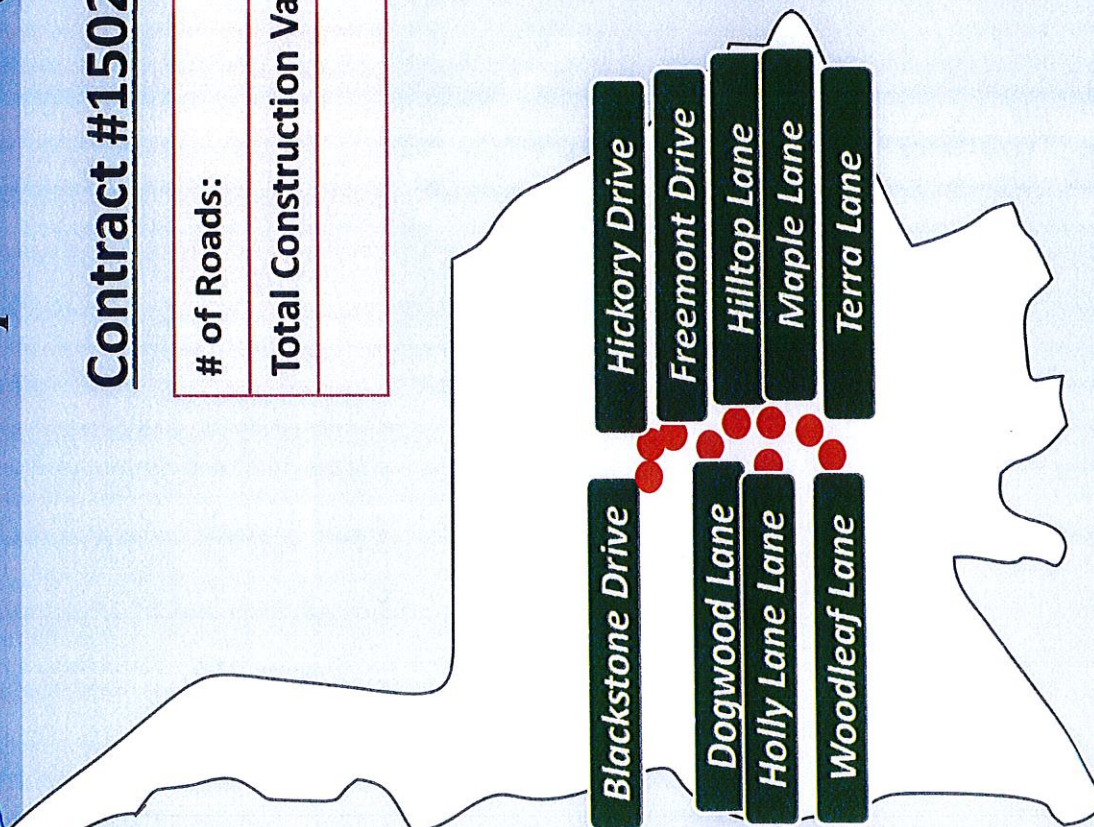 Contract #1502
# of Roads:
Total Construction Va
Blackstone Drive
Hickory Drive
Freemont Drive
Dogwood Lane
Hilltop Lane
Holly Lane Lane
Maple Lane
Woodleaf Lane
Terra Lane